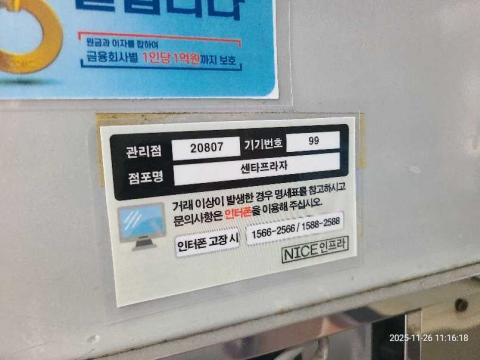 원금과 이자를 합하여
금융회사별 1인당 1억원까지 보호
관리점 20807 기기번호 99
점포명 센타프라자
거래 이상이 발생한 경우 명세표를 참고하시고
문의사항은 인터폰을 이용해 주십시오.
인터폰 고장 시 1566-2566 / 1588-2588
NICE인프라
2025-11-26 11:16:18